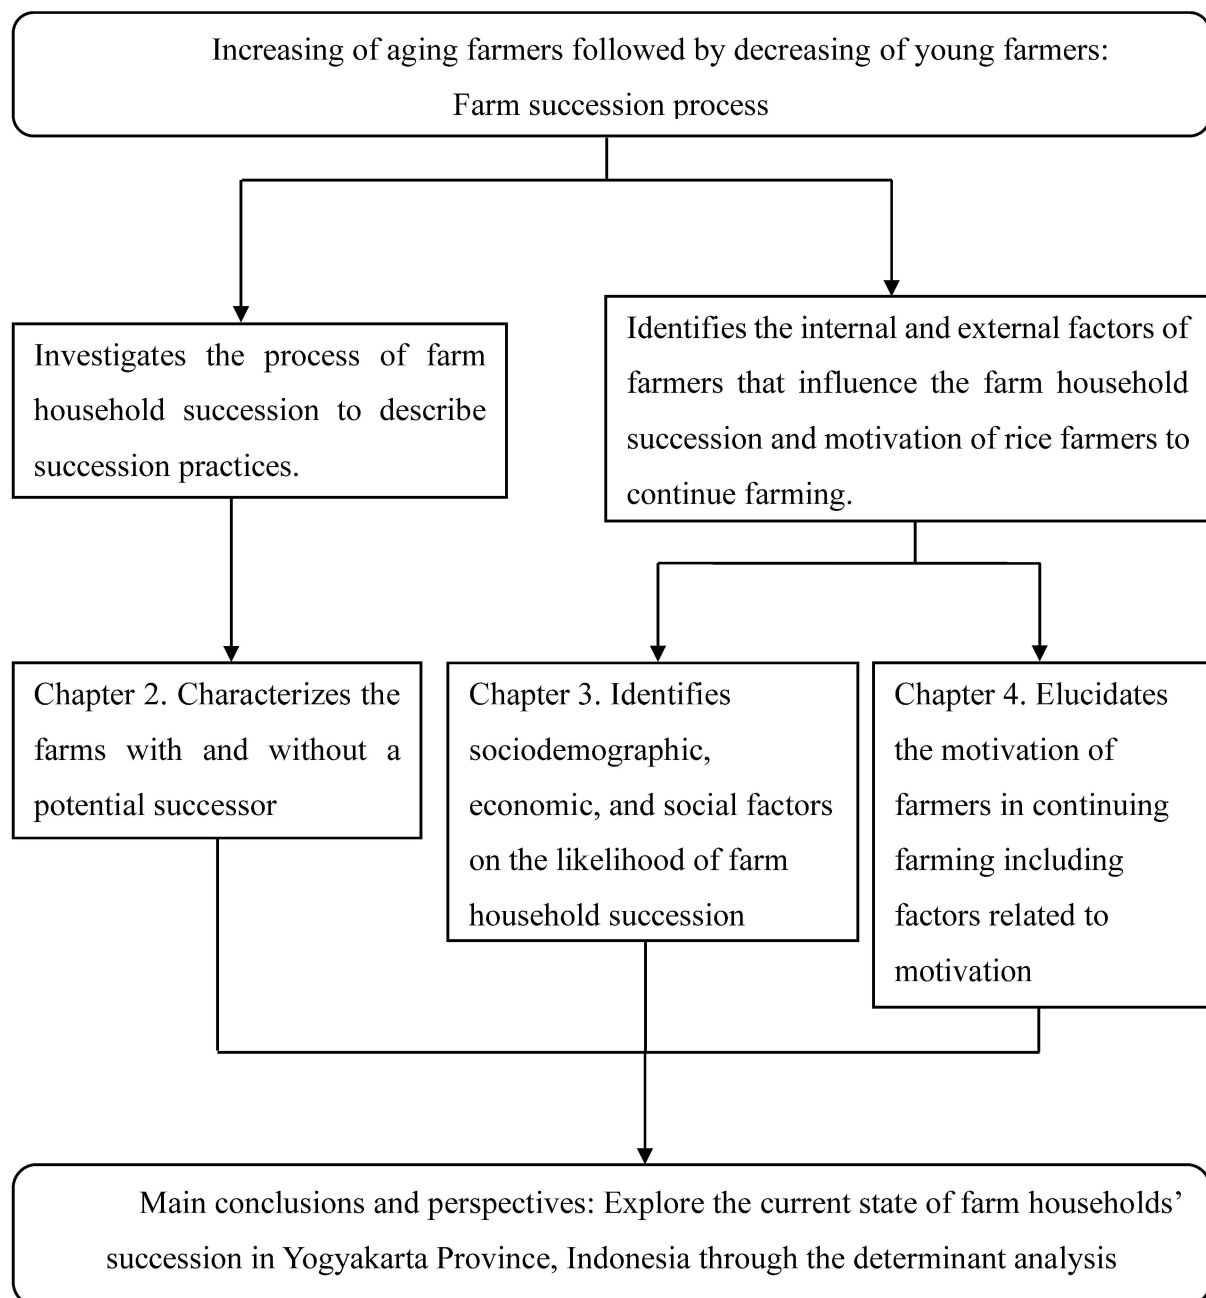 Increasing of aging farmers followed by decreasing of young farmers:
Farm succession process
Investigates the process of farm
household succession to describe
succession practices.
Identifies the internal and external factors of
farmers that influence the farm household
succession and motivation of rice farmers to
continue farming.
Chapter 2. Characterizes the
farms with and without a
potential successor
Chapter 3. Identifies
sociodemographic,
economic, and social factors
on the likelihood of farm
household succession
Chapter 4. Elucidates
the motivation of
farmers in continuing
farming including
factors related to
motivation
Main conclusions and perspectives: Explore the current state of farm households’
succession in Yogyakarta Province, Indonesia through the determinant analysis